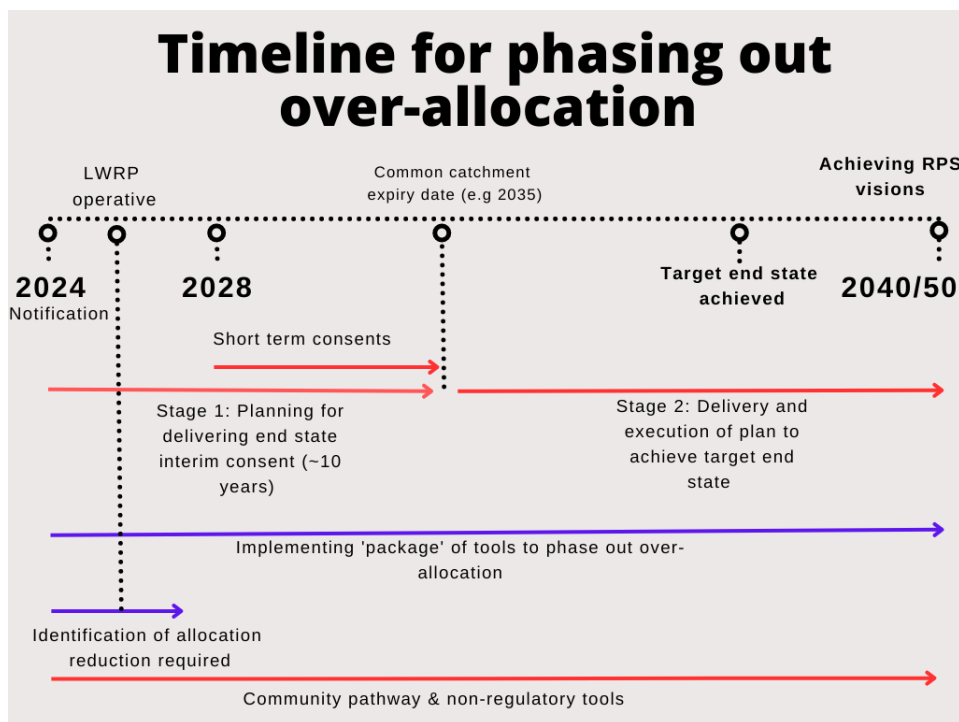 Timeline for phasing out
over-allocation
LWRP
operative
Common catchment
expiry date (e.g 2035)
Achieving RPS
visions
2024
Notification
2028
Target end state
achieved
2040/50
Short term consents
Stage 1: Planning for
delivering end state
interim consent (~10
years)
Stage 2: Delivery and
execution of plan to
achieve target end
state
Implementing 'package' of tools to phase out over-
allocation
Identification of allocation
reduction required
Community pathway & non-regulatory tools